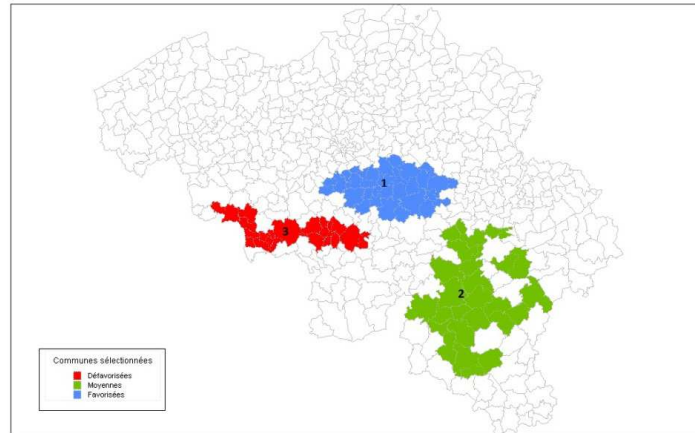 1
3
2
Communes sélectionnées
Défavorisées
Moyennes
Favorisées